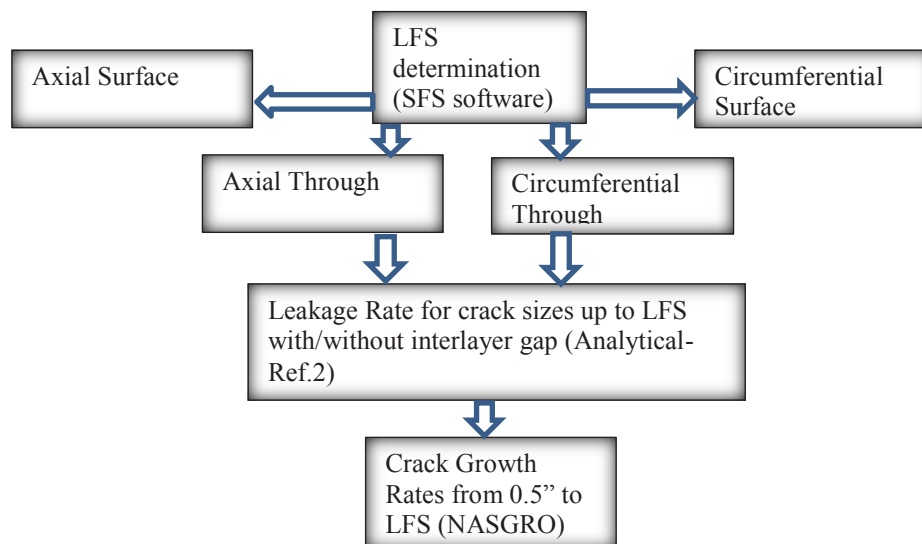 LFS
determination
(SFS software)
Axial Surface
Circumferential
Surface
Axial Through
Circumferential
Through
Leakage Rate for crack sizes up to LFS
with/without interlayer gap (Analytical-
Ref.2)
Crack Growth
Rates from 0.5” to
LFS (NASGRO)